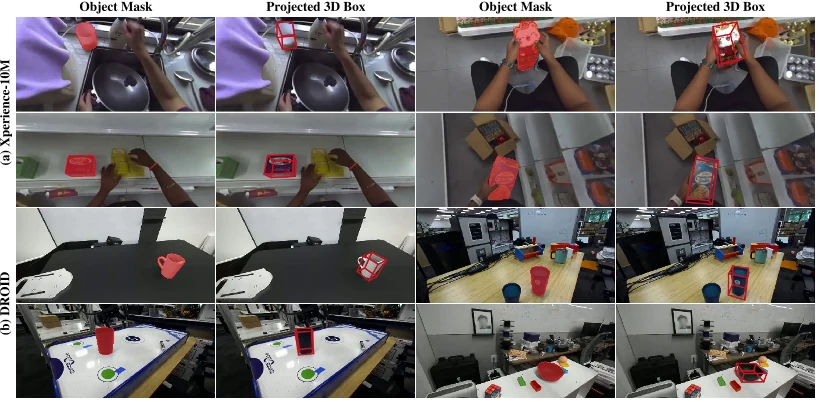 Object Mask
Projected 3D Box
Object Mask
Projected 3D Box
(a) Xperience-10M
(b) DROID